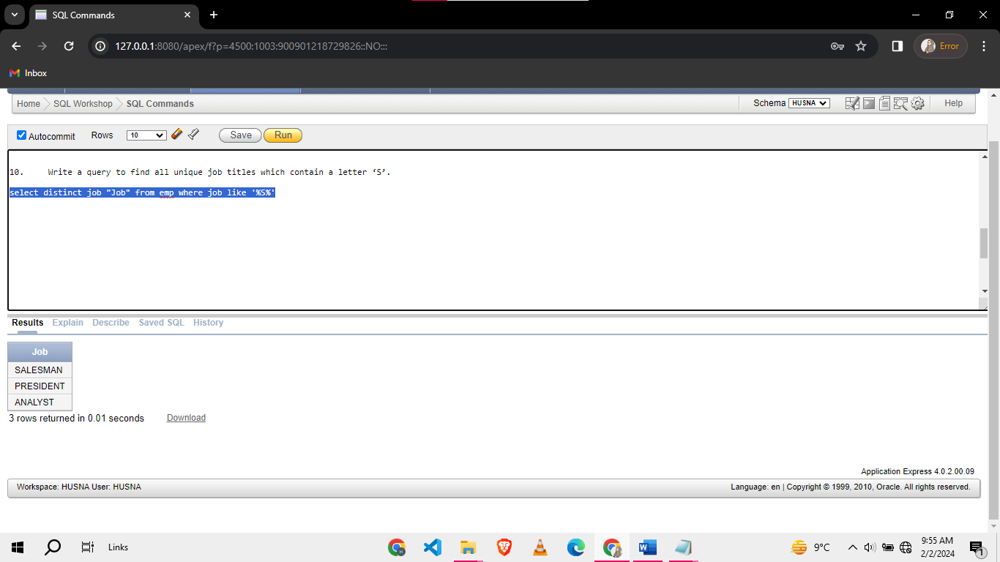 SQL Commands
127.0.0.1:8080/apex/f?p=4500:1003:900901218729826::NO:::
Error
Inbox
Home SQL Workshop SQL Commands
Schema HUSNA Help
Autocommit Rows 10 Save Run
10. Write a query to find all unique job titles which contain a letter ‘S’.
select distinct job "Job" from emp where job like '%S%'
Results Explain Describe Saved SQL History
Job
SALESMAN
PRESIDENT
ANALYST
3 rows returned in 0.01 seconds Download
Application Express 4.0.2.00.09
Workspace: HUSNA User: HUSNA Language: en | Copyright © 1999, 2010, Oracle. All rights reserved.
Links
9°C
9:55 AM
2/2/2024
1